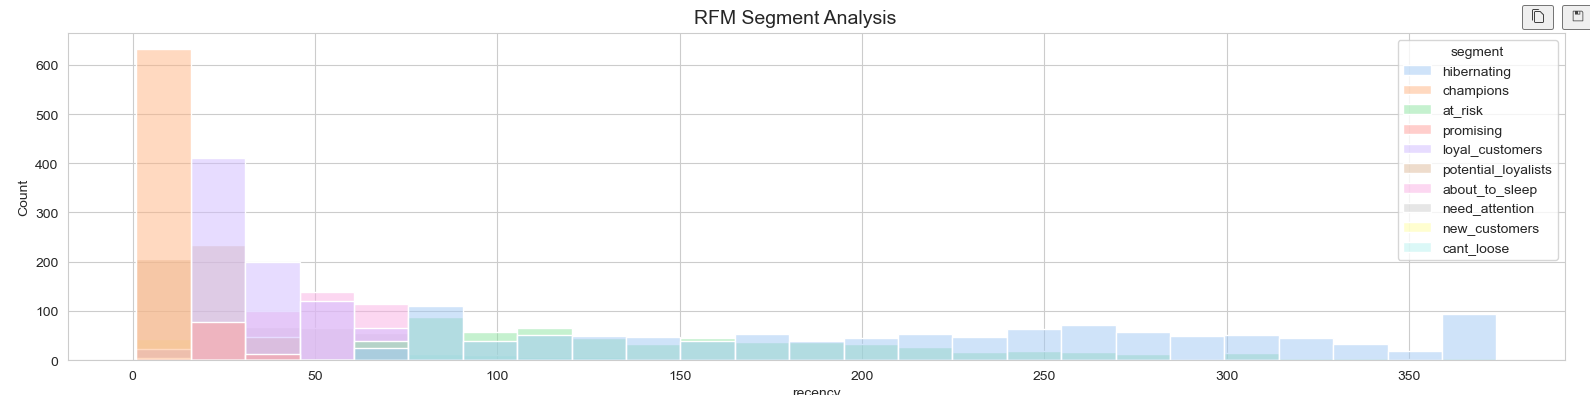 RFM Segment Analysis
600
500
400
300
200
100
0
Count
segment
hibernating
champions
at_risk
promising
loyal_customers
potential_loyalists
about_to_sleep
need_attention
new_customers
cant_loose
0 50 100 150 200 250 300 350
recency